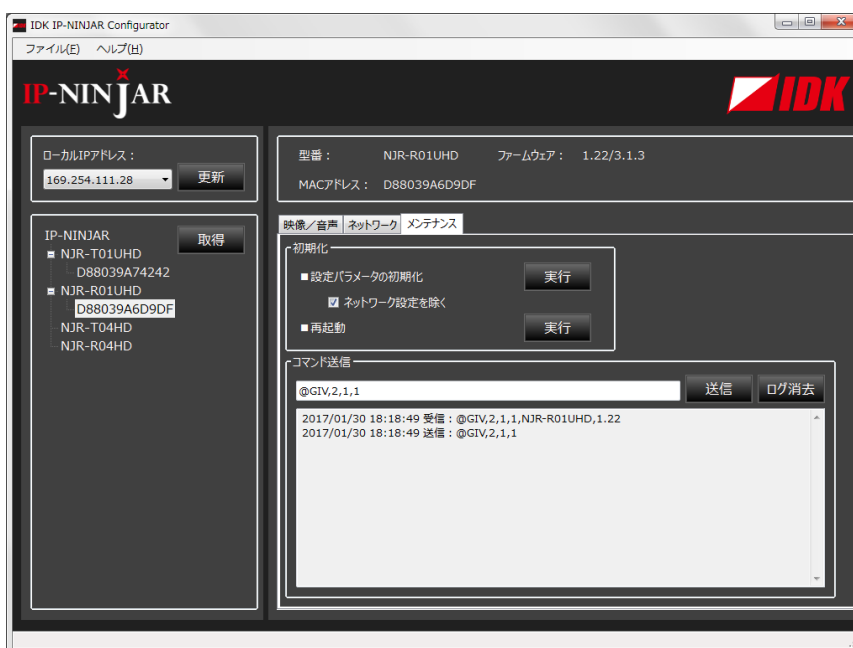 IDK IP-NINJAR Configurator
ファイル(F) ヘルプ(H)
IP-NINJAR
IDK
ローカルIPアドレス：
169.254.111.28
更新
型番： NJR-R01UHD ファームウェア： 1.22/3.1.3
MACアドレス： D88039A6D9DF
IP-NINJAR
取得
NJR-T01UHD
D88039A74242
NJR-R01UHD
D88039A6D9DF
NJR-T04HD
NJR-R04HD
映像／音声 ネットワーク メンテナンス
初期化
■設定パラメータの初期化 実行
ネットワーク設定を除く
■再起動 実行
コマンド送信
@GIV,2,1,1 送信 ログ消去
2017/01/30 18:18:49 受信：@GIV,2,1,1,NJR-R01UHD,1.22
2017/01/30 18:18:49 送信：@GIV,2,1,1